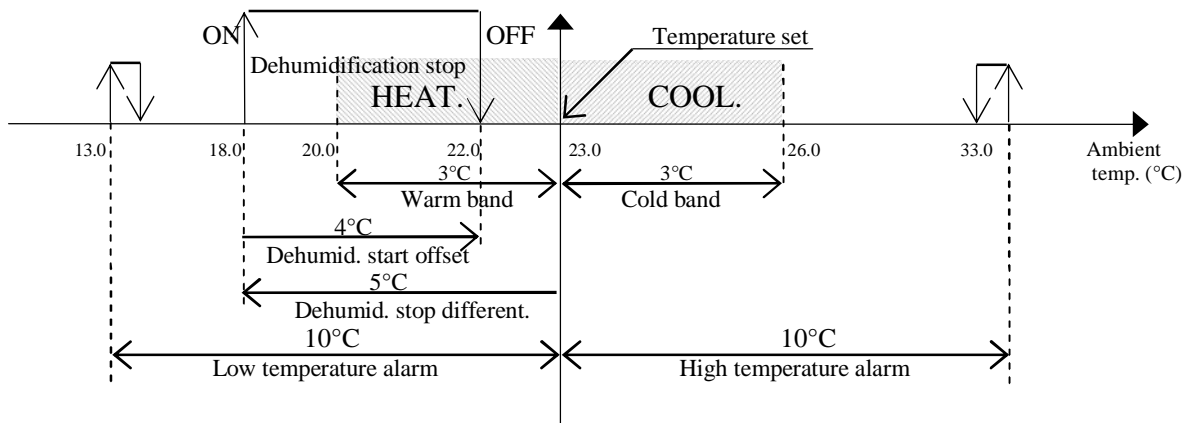 ON
OFF
Temperature set
Dehumidification stop
HEAT.
COOL.
13.0
18.0
20.0
22.0
23.0
26.0
33.0
Ambient
temp. (°C)
3°C
3°C
Warm band
Cold band
4°C
Dehumid. start offset
5°C
Dehumid. stop different.
10°C
10°C
Low temperature alarm
High temperature alarm